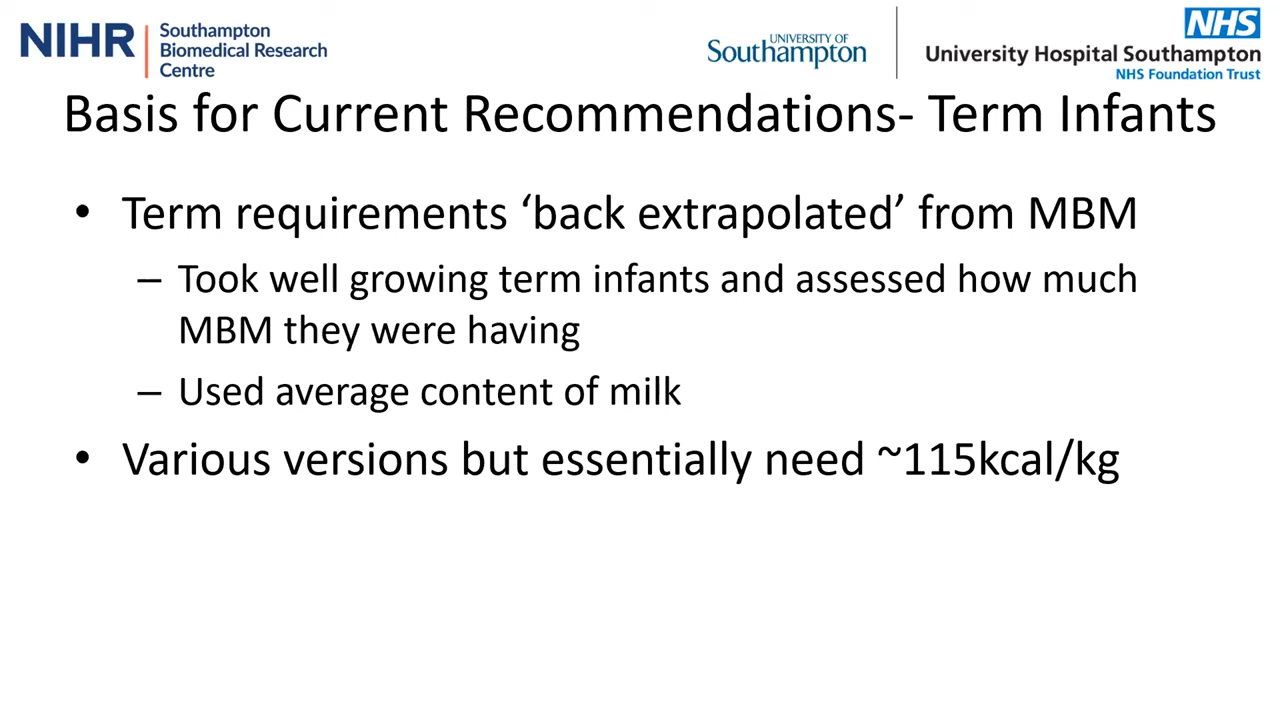 NIHR
Southampton
Biomedical Research
Centre
UNIVERSITY OF
Southampton
NHS
University Hospital Southampton
NHS Foundation Trust
Basis for Current Recommendations- Term Infants
• Term requirements ‘back extrapolated’ from MBM
– Took well growing term infants and assessed how much
MBM they were having
– Used average content of milk
• Various versions but essentially need ~115kcal/kg